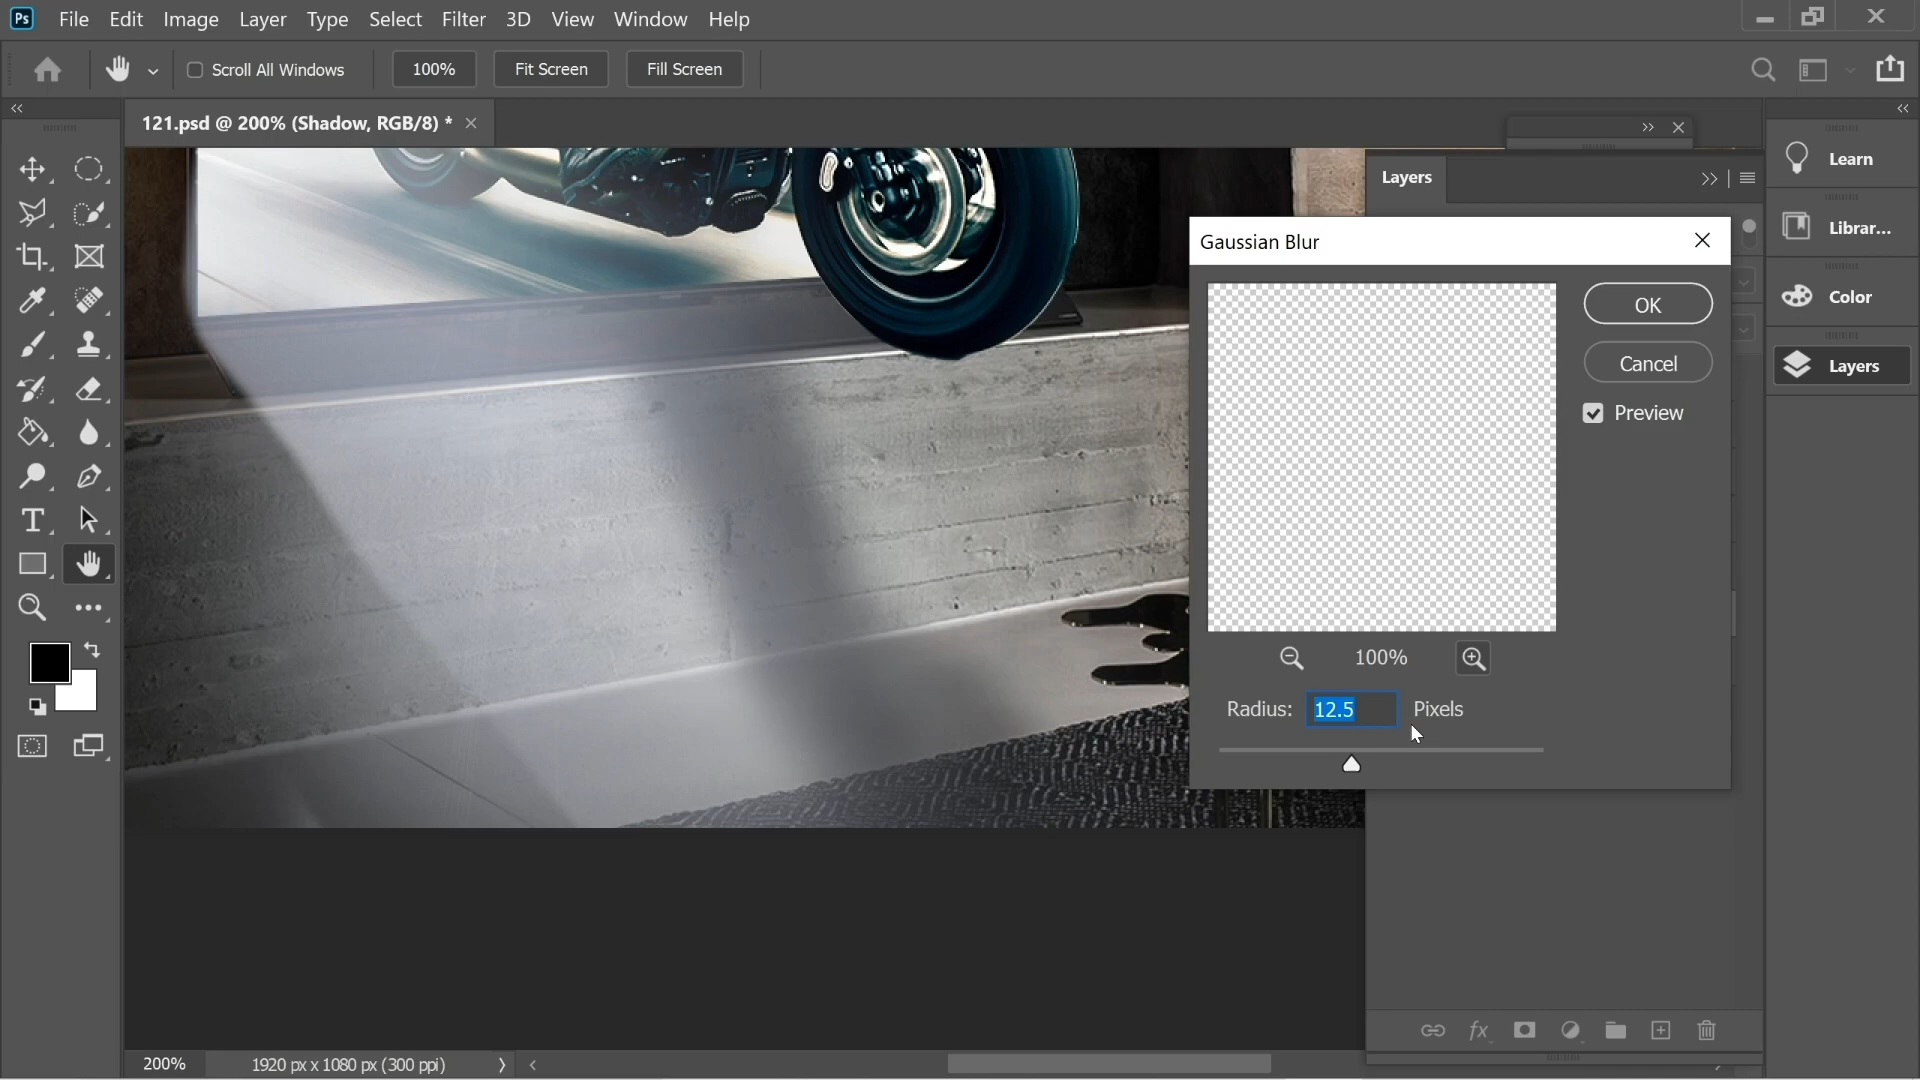 Ps File Edit Image Layer Type Select Filter 3D View Window Help
Scroll All Windows 100% Fit Screen Fill Screen
121.psd @ 200% (Shadow, RGB/8) *
Layers
Learn
Librar...
Color
Layers
Gaussian Blur
OK
Cancel
Preview
100%
Radius: 12.5 Pixels
T
fx
200% 1920 px x 1080 px (300 ppi)